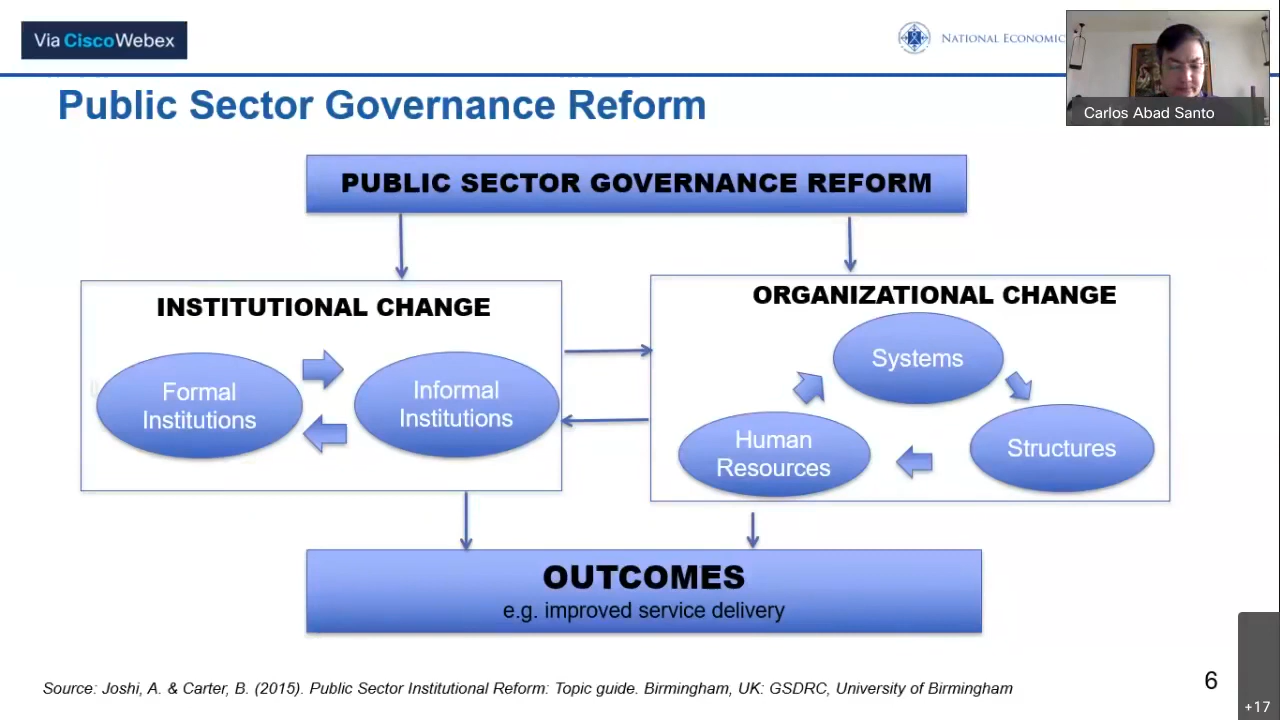 Via CiscoWebex
NATIONAL ECONOMIC
Carlos Abad Santo
Public Sector Governance Reform
PUBLIC SECTOR GOVERNANCE REFORM
INSTITUTIONAL CHANGE
Formal
Institutions
Informal
Institutions
ORGANIZATIONAL CHANGE
Systems
Human
Resources
Structures
OUTCOMES
e.g. improved service delivery
Source: Joshi, A. & Carter, B. (2015). Public Sector Institutional Reform: Topic guide. Birmingham, UK: GSDRC, University of Birmingham
6
+17